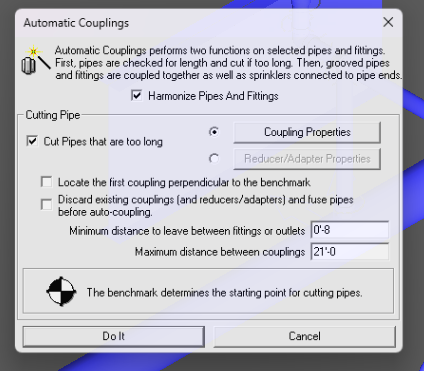 Automatic Couplings
Automatic Couplings performs two functions on selected pipes and fittings.
First, pipes are checked for length and cut if too long. Then, grooved pipes
and fittings are coupled together as well as sprinklers connected to pipe ends.
Harmonize Pipes And Fittings
Cutting Pipe
Cut Pipes that are too long
Coupling Properties
Reducer/Adapter Properties
Locate the first coupling perpendicular to the benchmark
Discard existing couplings (and reducers/adapters) and fuse pipes
before auto-coupling.
Minimum distance to leave between fittings or outlets 0'-8
Maximum distance between couplings 21'-0
The benchmark determines the starting point for cutting pipes.
Do It
Cancel